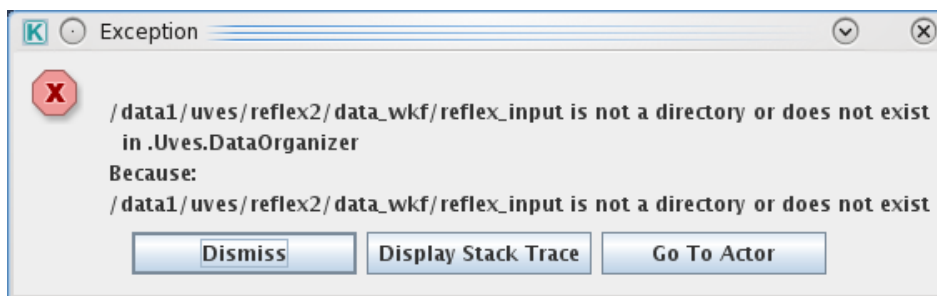 K Exception
X
/data1/uves/reflex2/data_wkf/reflex_input is not a directory or does not exist
in .Uves.DataOrganizer
Because:
/data1/uves/reflex2/data_wkf/reflex_input is not a directory or does not exist
Dismiss Display Stack Trace Go To Actor